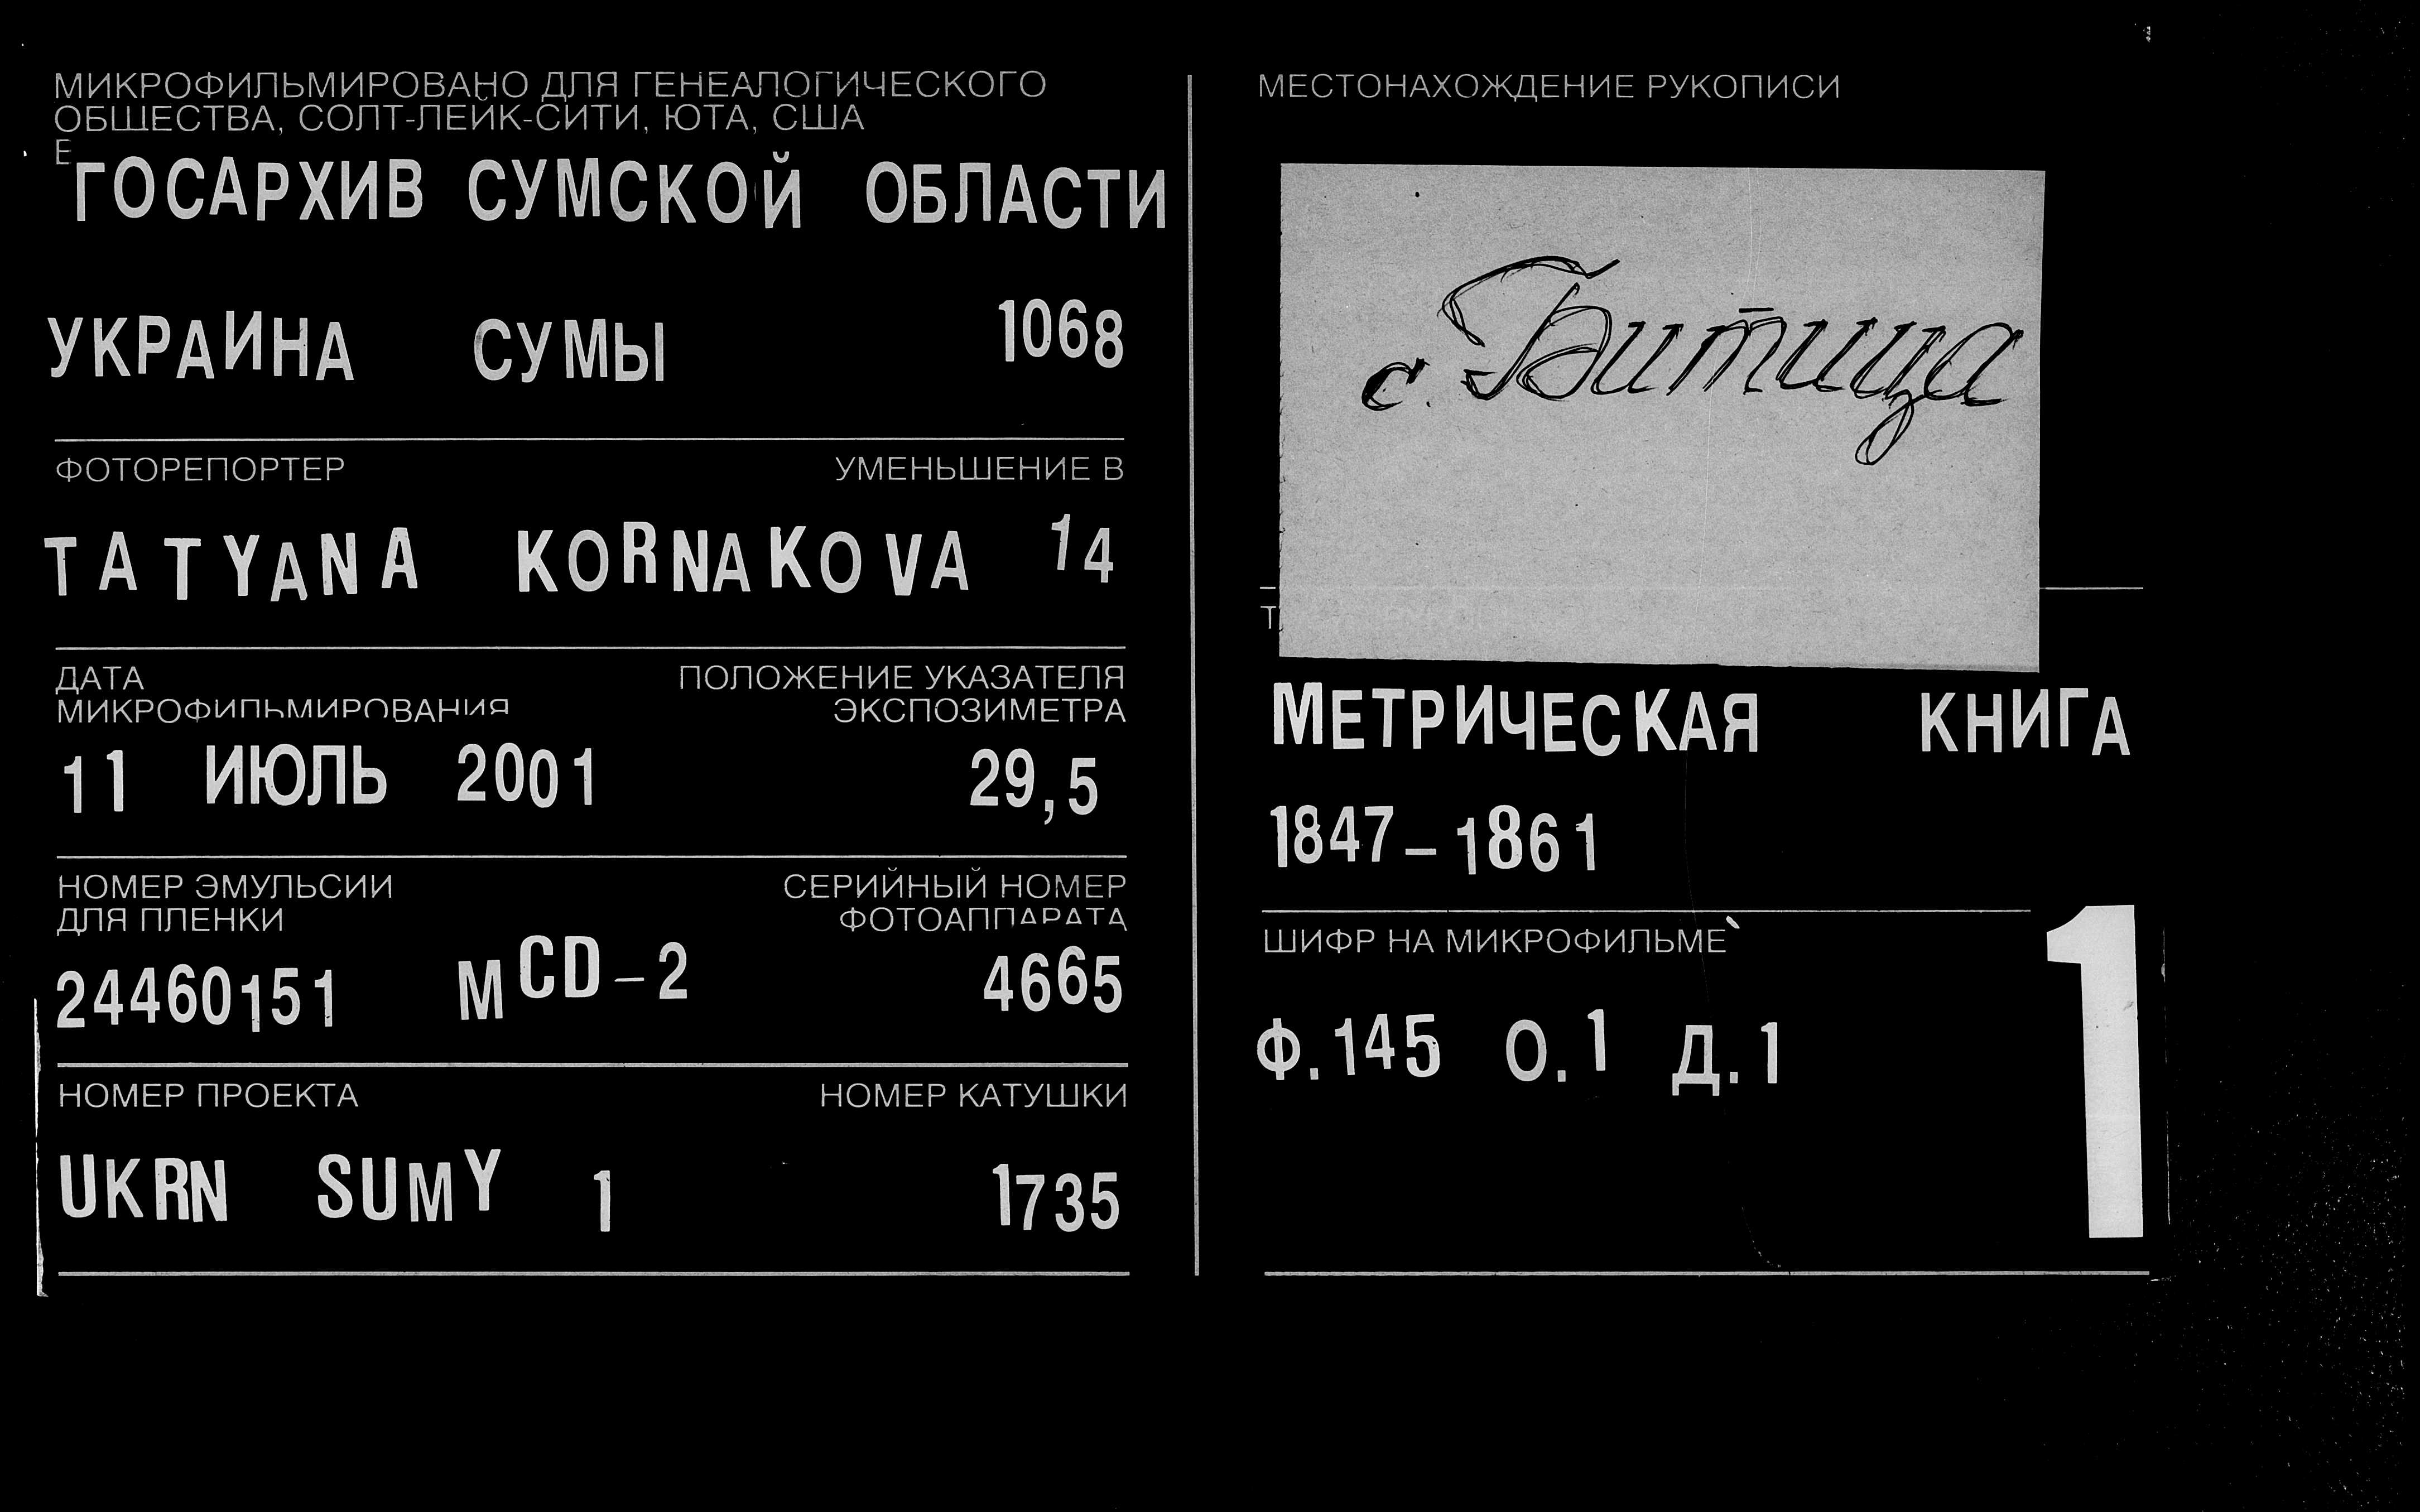 МИКРОФИЛЬМИРОВАНО ДЛЯ ГЕНЕАЛОГИЧЕСКОГО
ОБЩЕСТВА, СОЛТ-ЛЕЙК-СИТИ, ЮТА, США
Е
ГОСАРХИВ СУМСКОЙ ОБЛАСТИ
УКРАИНА СУМЫ 1068
ФОТОРЕПОРТЕР УМЕНЬШЕНИЕ В
TATYANA KORNAKOVA 14
ДАТА ПОЛОЖЕНИЕ УКАЗАТЕЛЯ
МИКРОФИЛЬМИРОВАНИЯ ЭКСПОЗИМЕТРА
11 ИЮЛЬ 2001 29,5
НОМЕР ЭМУЛЬСИИ СЕРИЙНЫЙ НОМЕР
ДЛЯ ПЛЕНКИ ФОТОАППАРАТА
24460151 MCD-2 4665
НОМЕР ПРОЕКТА НОМЕР КАТУШКИ
UKRN SUMY 1 1735
МЕСТОНАХОЖДЕНИЕ РУКОПИСИ
с. Битица
МЕТРИЧЕСКАЯ КНИГА
1847-1861
ШИФР НА МИКРОФИЛЬМЕ
Ф.145 О.1 Д.1
1